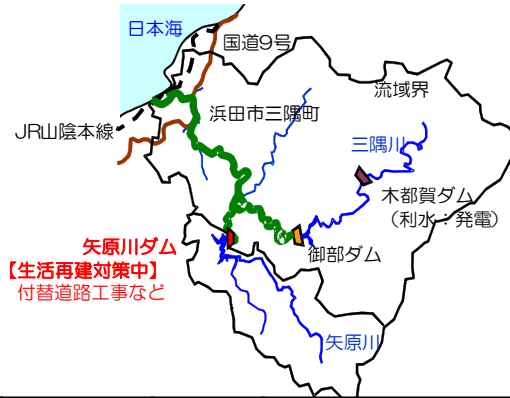 日本海
国道9号
流域界
浜田市三隅町
JR山陰本線
三隅川
木都賀ダム
（利水：発電）
御部ダム
矢原川ダム
【生活再建対策中】
付替道路工事など
矢原川